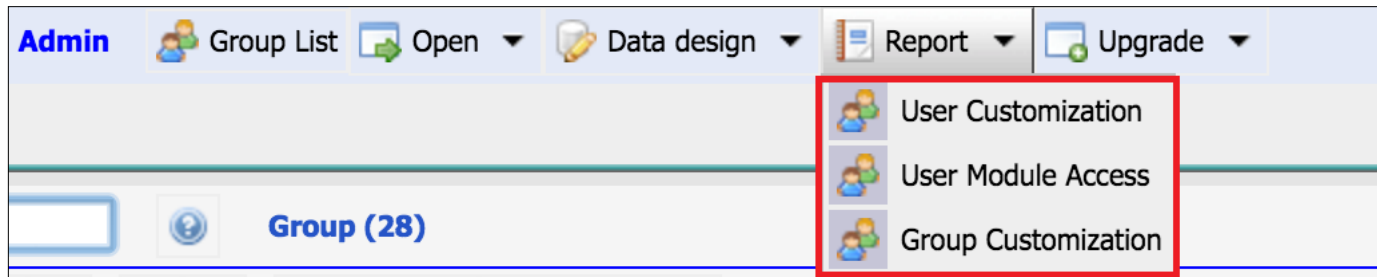 Admin Group List Open Data design Report Upgrade
User Customization
User Module Access
Group (28)
Group Customization